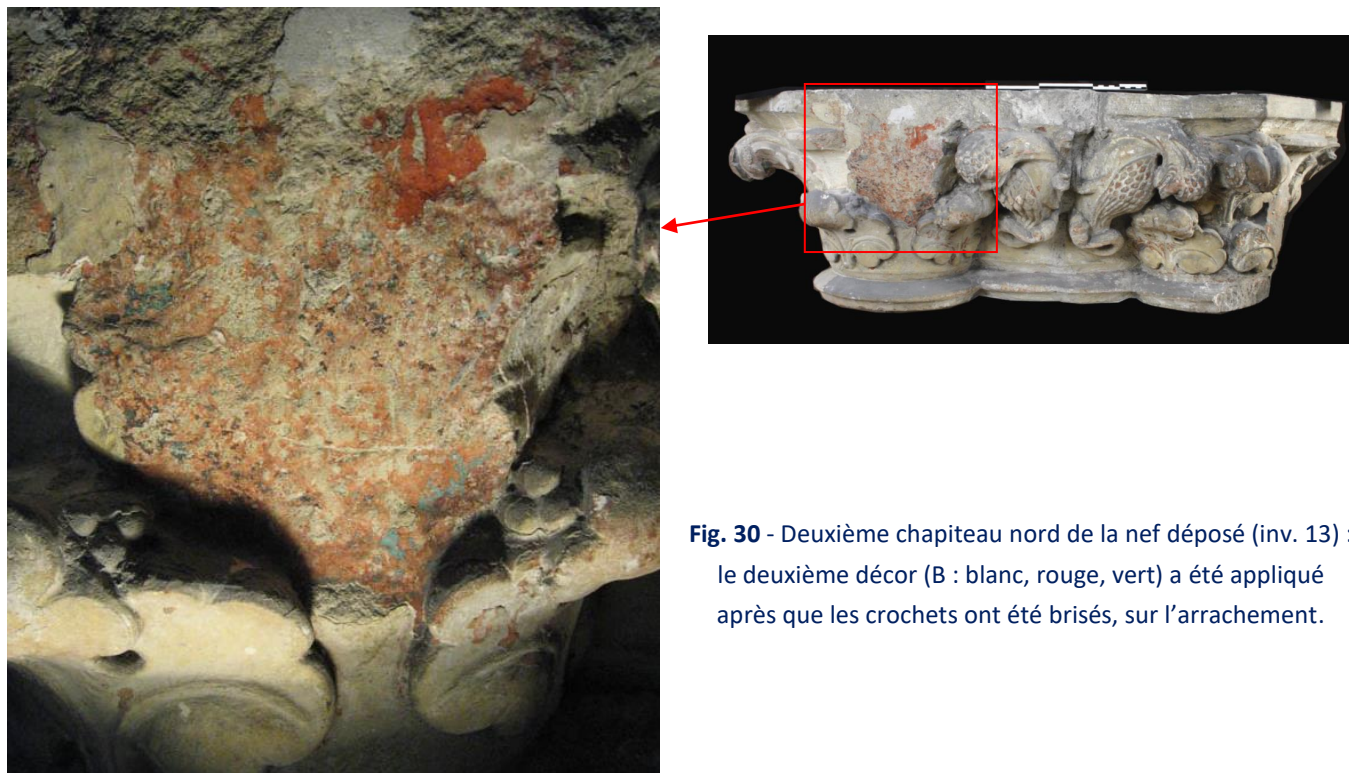 Fig. 30 - Deuxième chapiteau nord de la nef déposé (inv. 13) :
le deuxième décor (B : blanc, rouge, vert) a été appliqué
après que les crochets ont été brisés, sur l’arrachement.